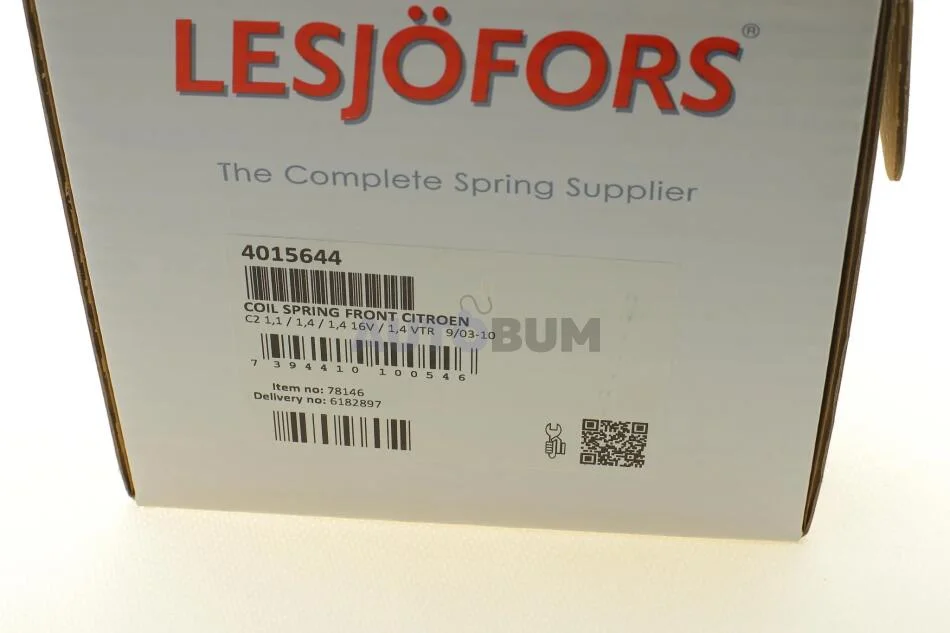 LESJÖFORS®
The Complete Spring Supplier
4015644
COIL SPRING FRONT CITROEN
C2 1,1 / 1,4 / 1,4 16V / 1,4 VTR 9/03-10
AUTOBUM
7 394410 100546
Item no: 78146
Delivery no: 6182897